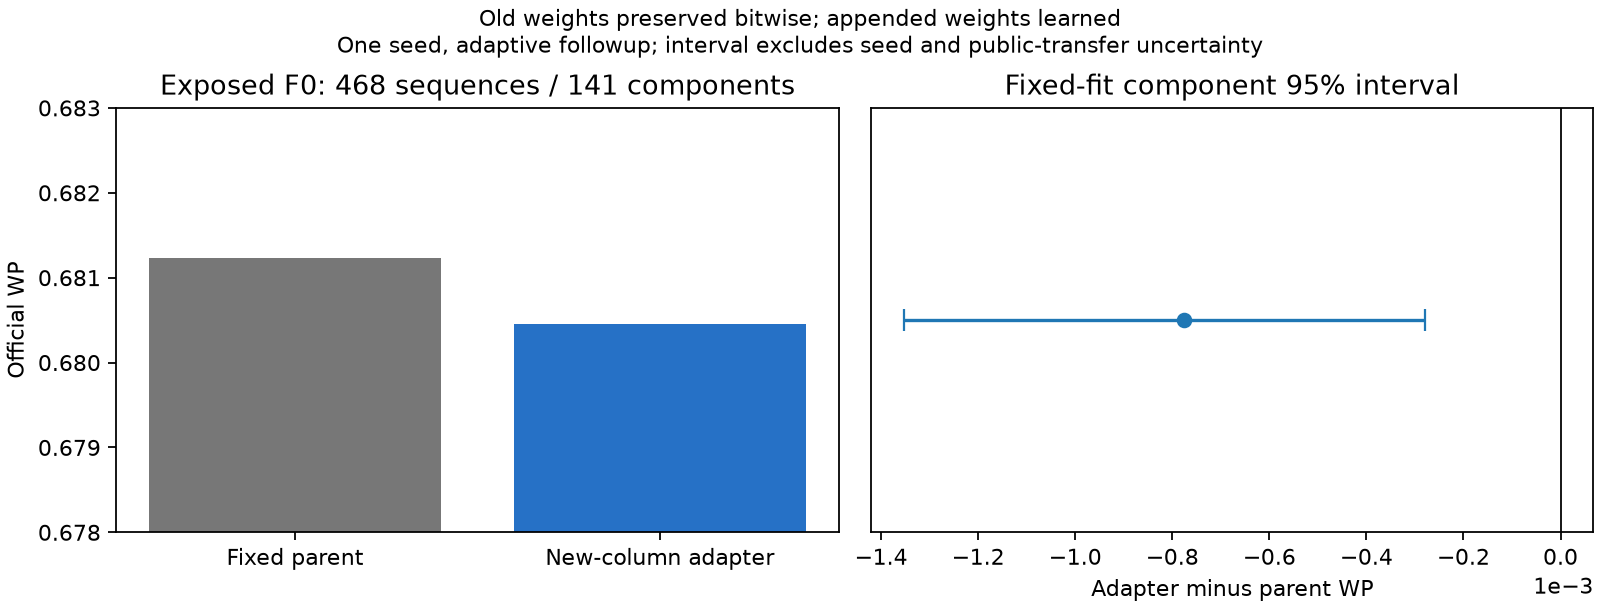 Old weights preserved bitwise; appended weights learned
One seed, adaptive followup; interval excludes seed and public-transfer uncertainty
Exposed F0: 468 sequences / 141 components
Official WP
0.683
0.682
0.681
0.680
0.679
0.678
Fixed parent
New-column adapter
Fixed-fit component 95% interval
−1.4
−1.2
−1.0
−0.8
−0.6
−0.4
−0.2
0.0
1e−3
Adapter minus parent WP